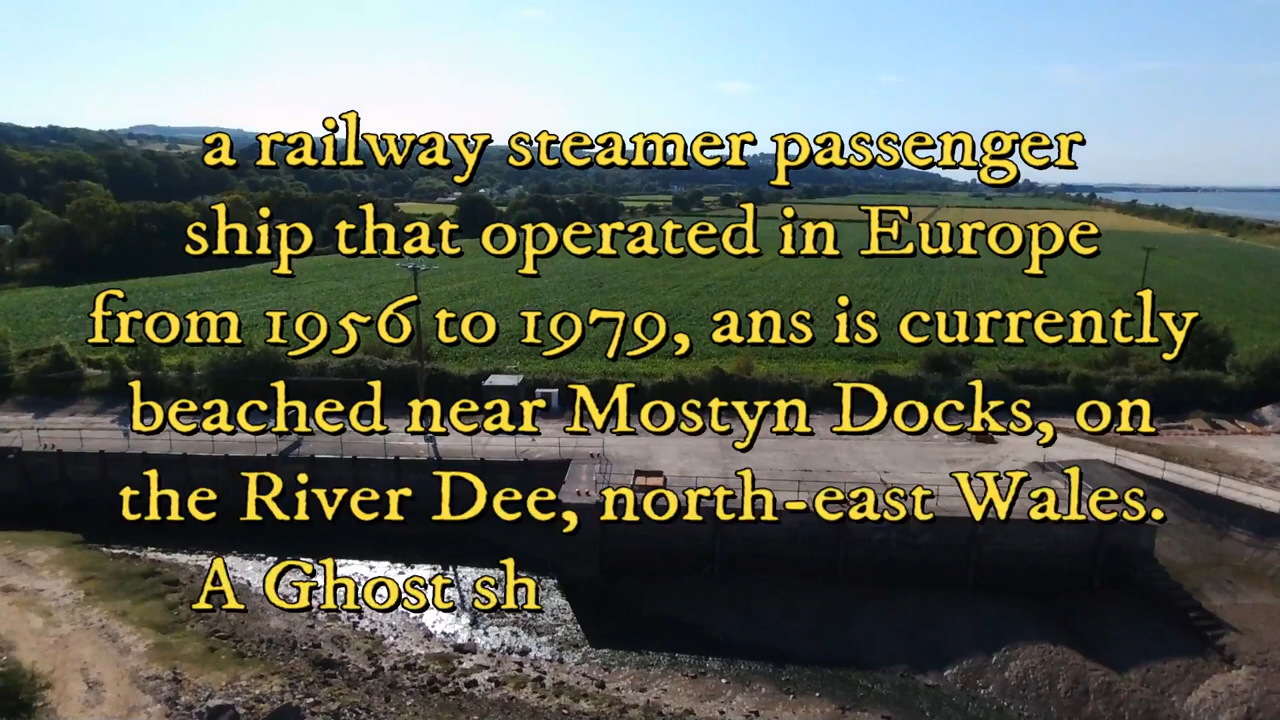 a railway steamer passenger
ship that operated in Europe
from 1956 to 1979, ans is currently
beached near Mostyn Docks, on
the River Dee, north-east Wales.
A Ghost sh